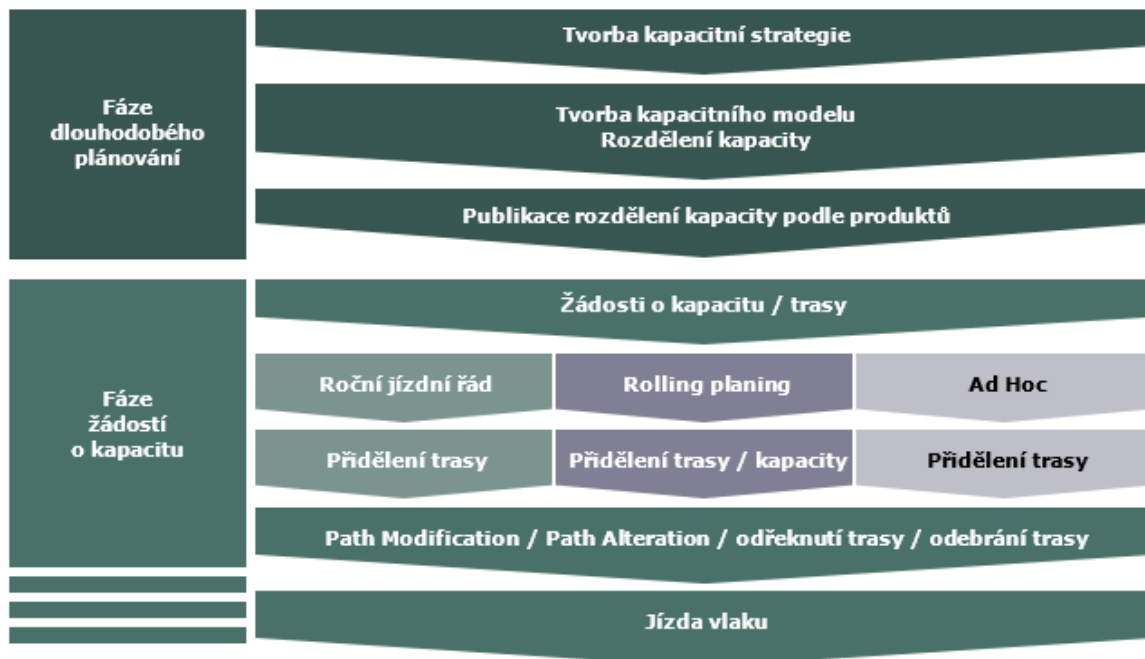 Fáze
dlouhodobého
plánování
Tvorba kapacitní strategie
Tvorba kapacitního modelu
Rozdělení kapacity
Publikace rozdělení kapacity podle produktů
Fáze
žádostí
o kapacitu
Žádosti o kapacitu / trasy
Roční jízdní řád
Rolling planing
Ad Hoc
Přidělení trasy
Přidělení trasy / kapacity
Přidělení trasy
Path Modification / Path Alteration / odřeknutí trasy / odebrání trasy
Jízda vlaku